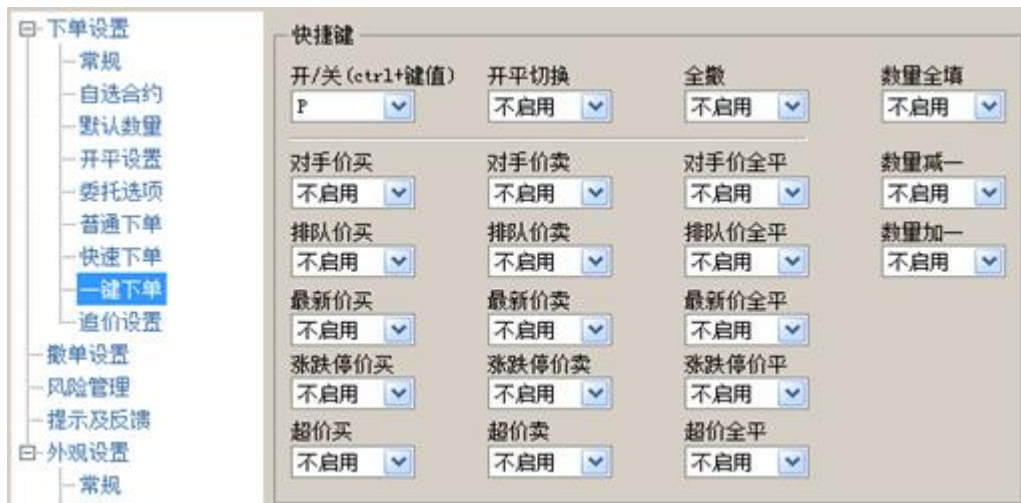 下单设置
常规
自选合约
默认数量
开平设置
委托选项
普通下单
快速下单
一键下单
追价设置
撤单设置
风险管理
提示及反馈
外观设置
常规
快捷键
开/关(ctrl+键值) 开平切换 全撤 数量全填
P 不启用 不启用 不启用
对手价买 对手价卖 对手价全平 数量减一
不启用 不启用 不启用 不启用
排队价买 排队价卖 排队价全平 数量加一
不启用 不启用 不启用 不启用
最新价买 最新价卖 最新价全平
不启用 不启用 不启用
涨跌停价买 涨跌停价卖 涨跌停价平
不启用 不启用 不启用
超价买 超价卖 超价全平
不启用 不启用 不启用